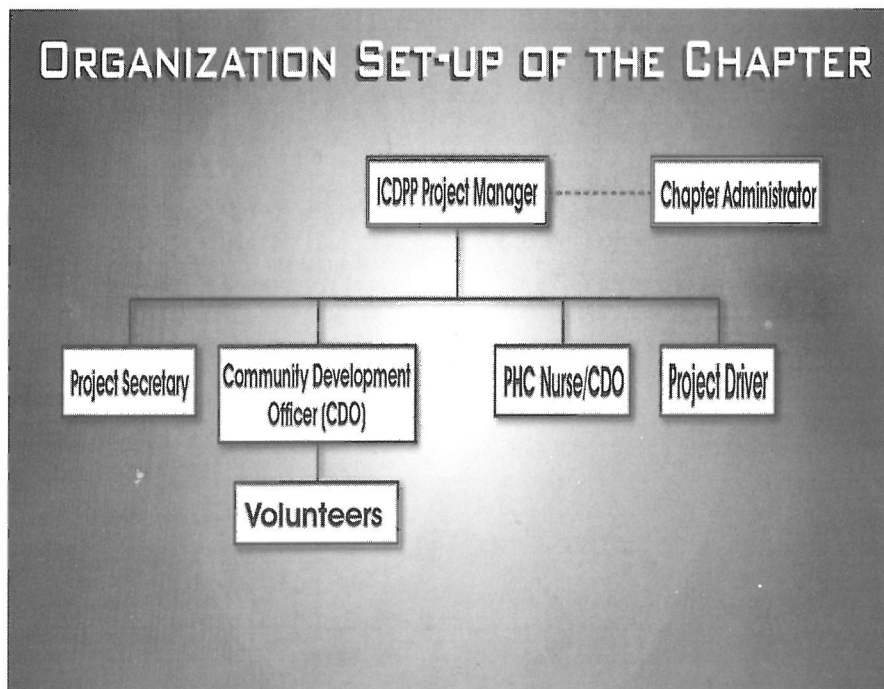 ORGANIZATION SET-UP OF THE CHAPTER
ICDPP Project Manager
Chapter Administrator
Project Secretary
Community Development
Officer (CDO)
PHC Nurse/CDO
Project Driver
Volunteers